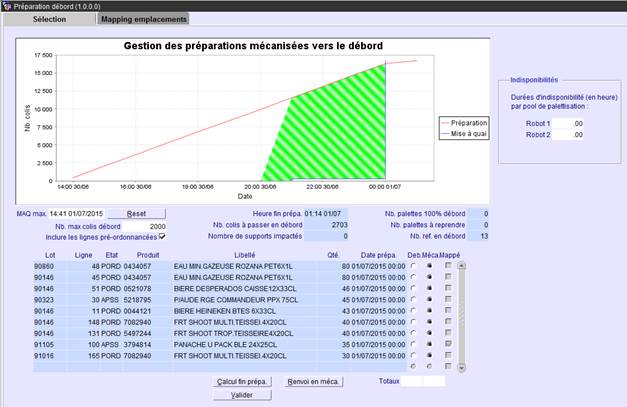 Préparation débord (1.0.0.0)
Sélection Mapping emplacements
Gestion des préparations mécanisées vers le débord
17 500
15 000
12 500
10 000
7 500
5 000
2 500
0
Nb. colis
14:00 30/06 16:00 30/06 18:00 30/06 20:00 30/06 22:00 30/06 00:00 01/07
Date
Préparation
Mise à quai
Indisponibilités
Durées d'indisponibilité (en heure)
par pool de palettisation :
Robot 1 .00
Robot 2 .00
MAQ max. 14:41 01/07/2015 Reset Heure fin prépa. 01:14 01/07 Nb. palettes 100% débord 0
Nb. max colis débord 2000 Nb. colis à passer en débord 2703 Nb. palettes à reprendre 0
Inclure les lignes pré-ordonnancées Nombre de supports impactés 0 Nb. ref. en débord 13
Lot Ligne Etat Produit Libellé Qté. Date prépa. Deb. Méca. Mappé
90860 48 PORD 0434057 EAU MIN.GAZEUSE ROZANA PET6X1L 80 01/07/2015 00:00
90146 45 PORD 0434057 EAU MIN.GAZEUSE ROZANA PET6X1L 80 01/07/2015 00:00
90146 51 PORD 0521078 BIERE DESPERADOS CAISSE12X33CL 46 01/07/2015 00:00
90323 30 APSS 5218795 P/AUDE RGE COMMANDEUR PPX 75CL 45 01/07/2015 00:00
90146 11 PORD 0044121 BIERE HEINEKEN BTES 6X33CL 43 01/07/2015 00:00
90146 148 PORD 7082940 FRT SHOOT MULTI.TEISSEI.4X20CL 40 01/07/2015 00:00
90146 131 PORD 5497244 FRT SHOOT TROP.TEISSEIRE4X20CL 40 01/07/2015 00:00
91105 100 APSS 3794814 PANACHE U PACK BLE 24X25CL 35 01/07/2015 00:00
91016 165 PORD 7082940 FRT SHOOT MULTI.TEISSEI.4X20CL 30 01/07/2015 00:00
Calcul fin prépa. Renvoi en méca. Totaux
Valider